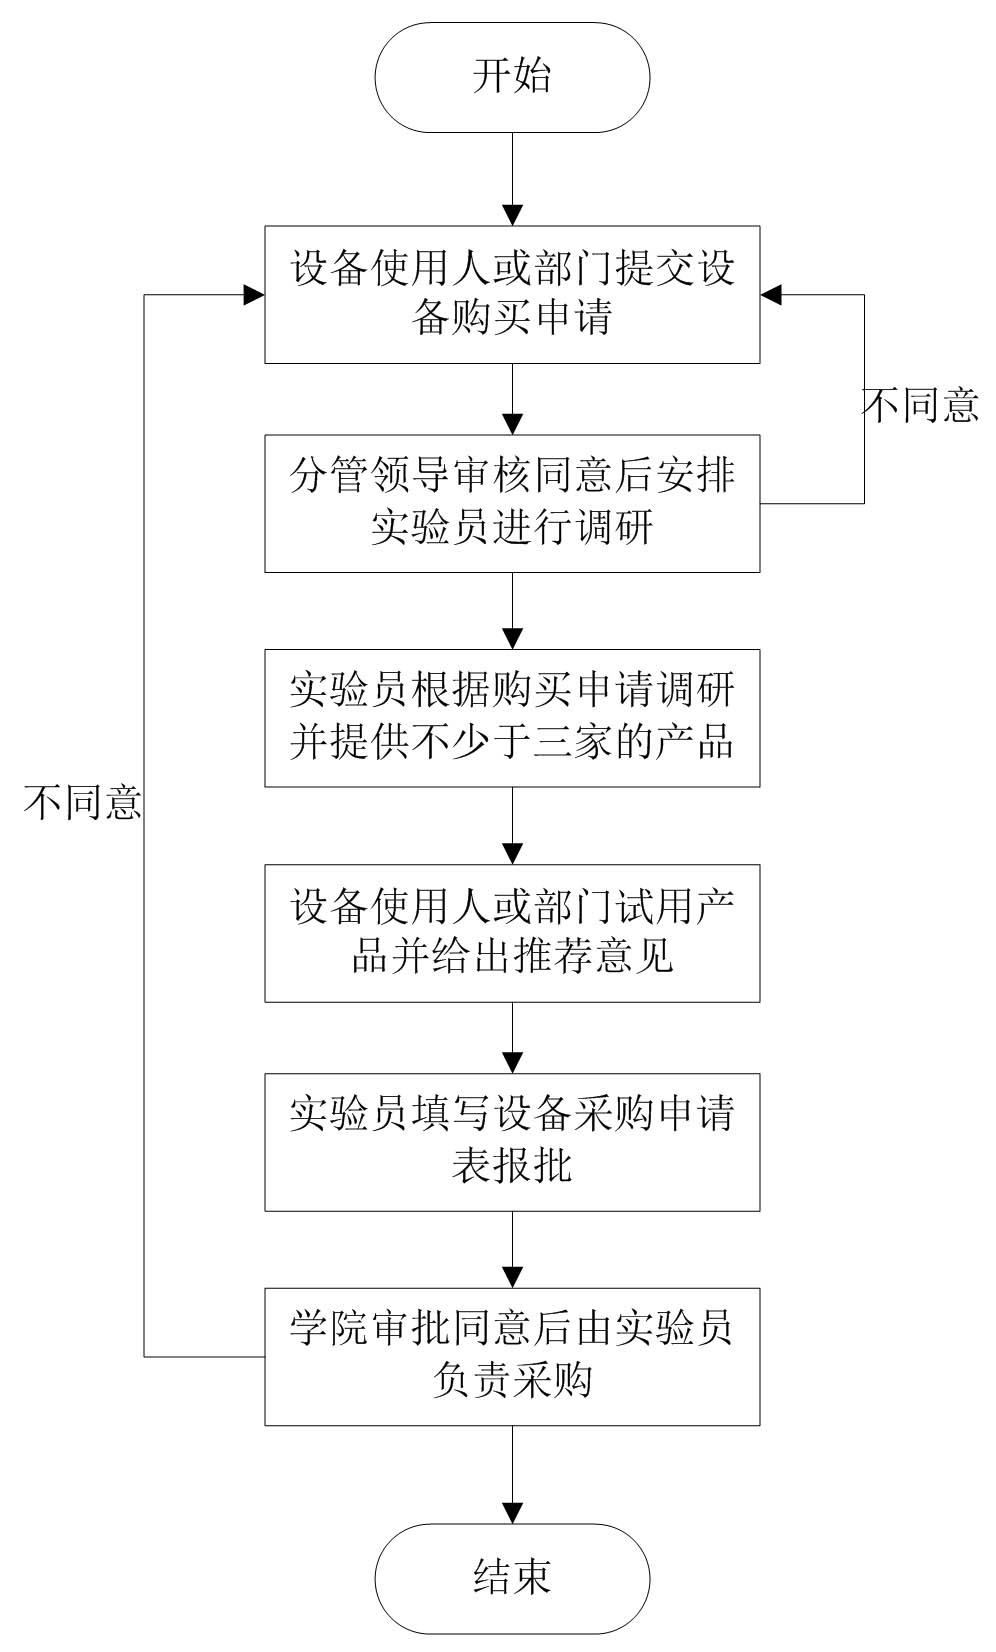 开始
设备使用人或部门提交设
备购买申请
不同意
分管领导审核同意后安排
实验员进行调研
实验员根据购买申请调研
并提供不少于三家的产品
不同意
设备使用人或部门试用产
品并给出推荐意见
实验员填写设备采购申请
表报批
学院审批同意后由实验员
负责采购
结束